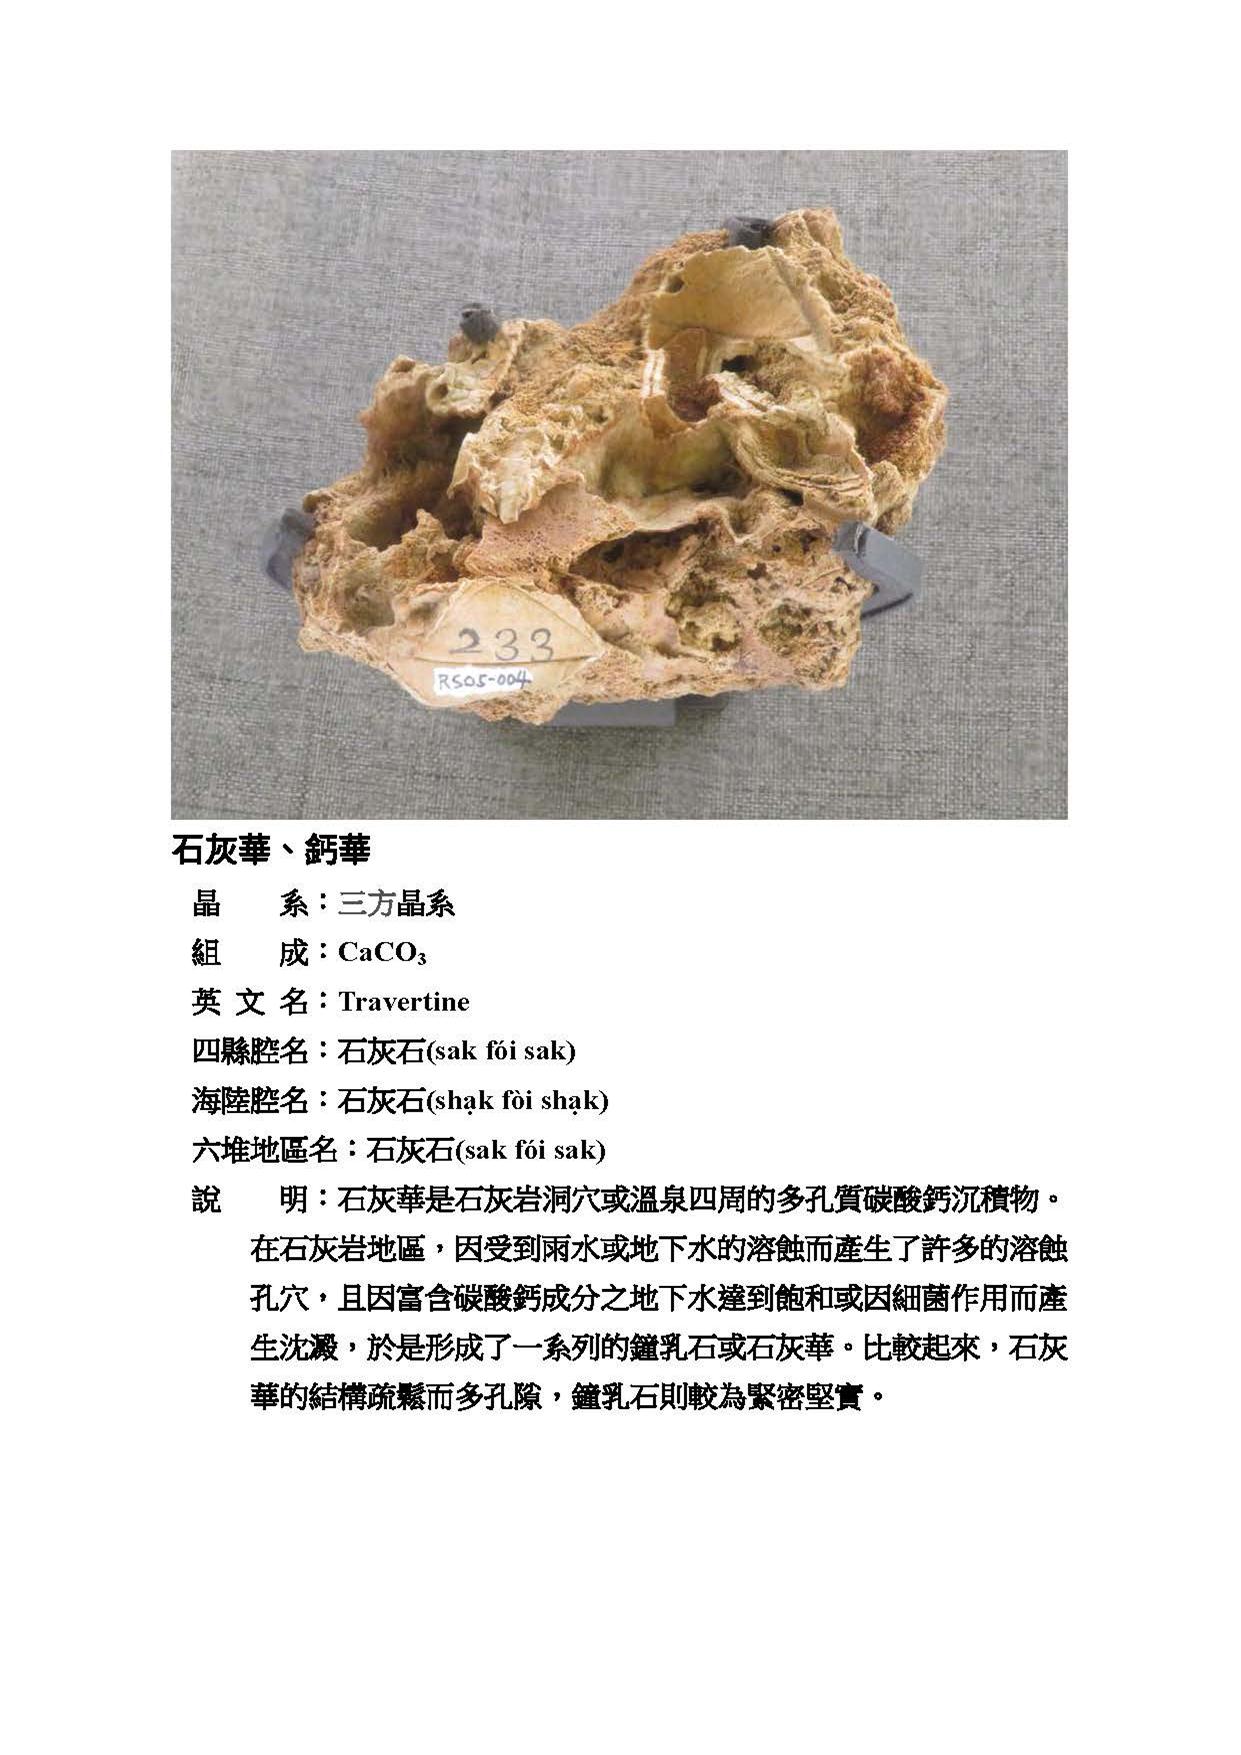 233
RS05-004
石灰華、鈣華
晶　　系：三方晶系
組　　成：CaCO₃
英 文 名：Travertine
四縣腔名：石灰石(sak fói sak)
海陸腔名：石灰石(shạk fòi shạk)
六堆地區名：石灰石(sak fói sak)
說　　明：石灰華是石灰岩洞穴或溫泉四周的多孔質碳酸鈣沉積物。
在石灰岩地區，因受到雨水或地下水的溶蝕而產生了許多的溶蝕
孔穴，且因富含碳酸鈣成分之地下水達到飽和或因細菌作用而產
生沈澱，於是形成了一系列的鐘乳石或石灰華。比較起來，石灰
華的結構疏鬆而多孔隙，鐘乳石則較為緊密堅實。